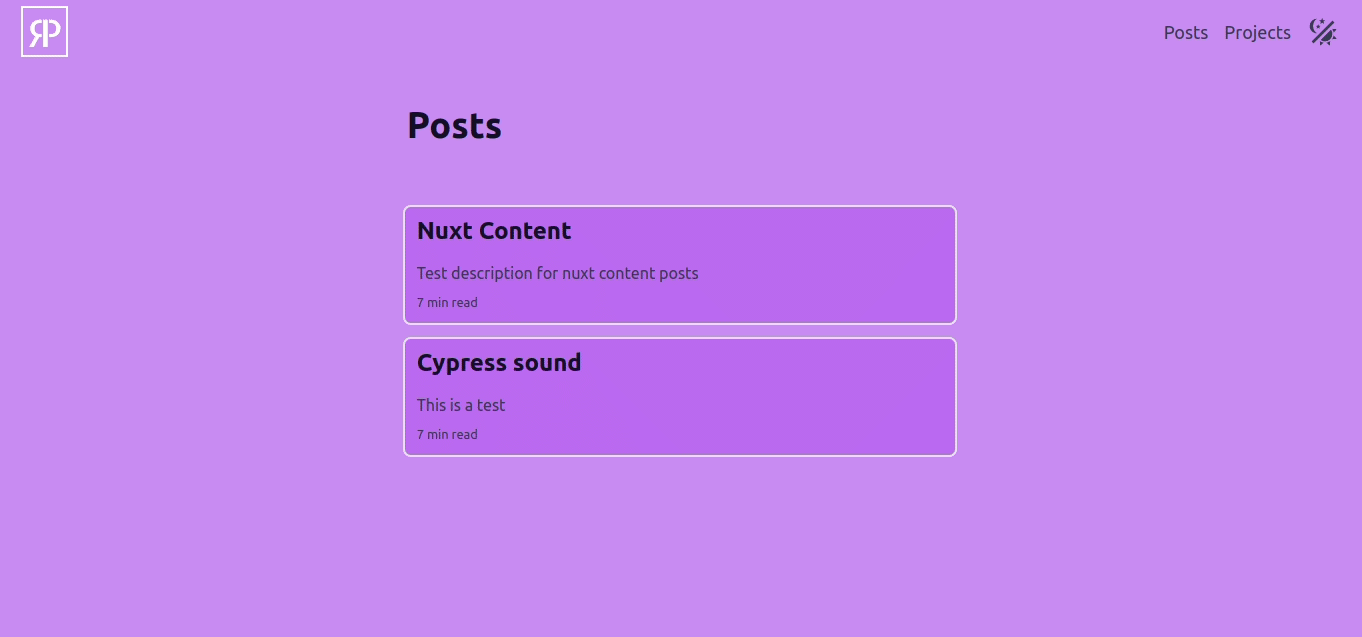 ЯP
Posts Projects
Posts
Nuxt Content
Test description for nuxt content posts
7 min read
Cypress sound
This is a test
7 min read